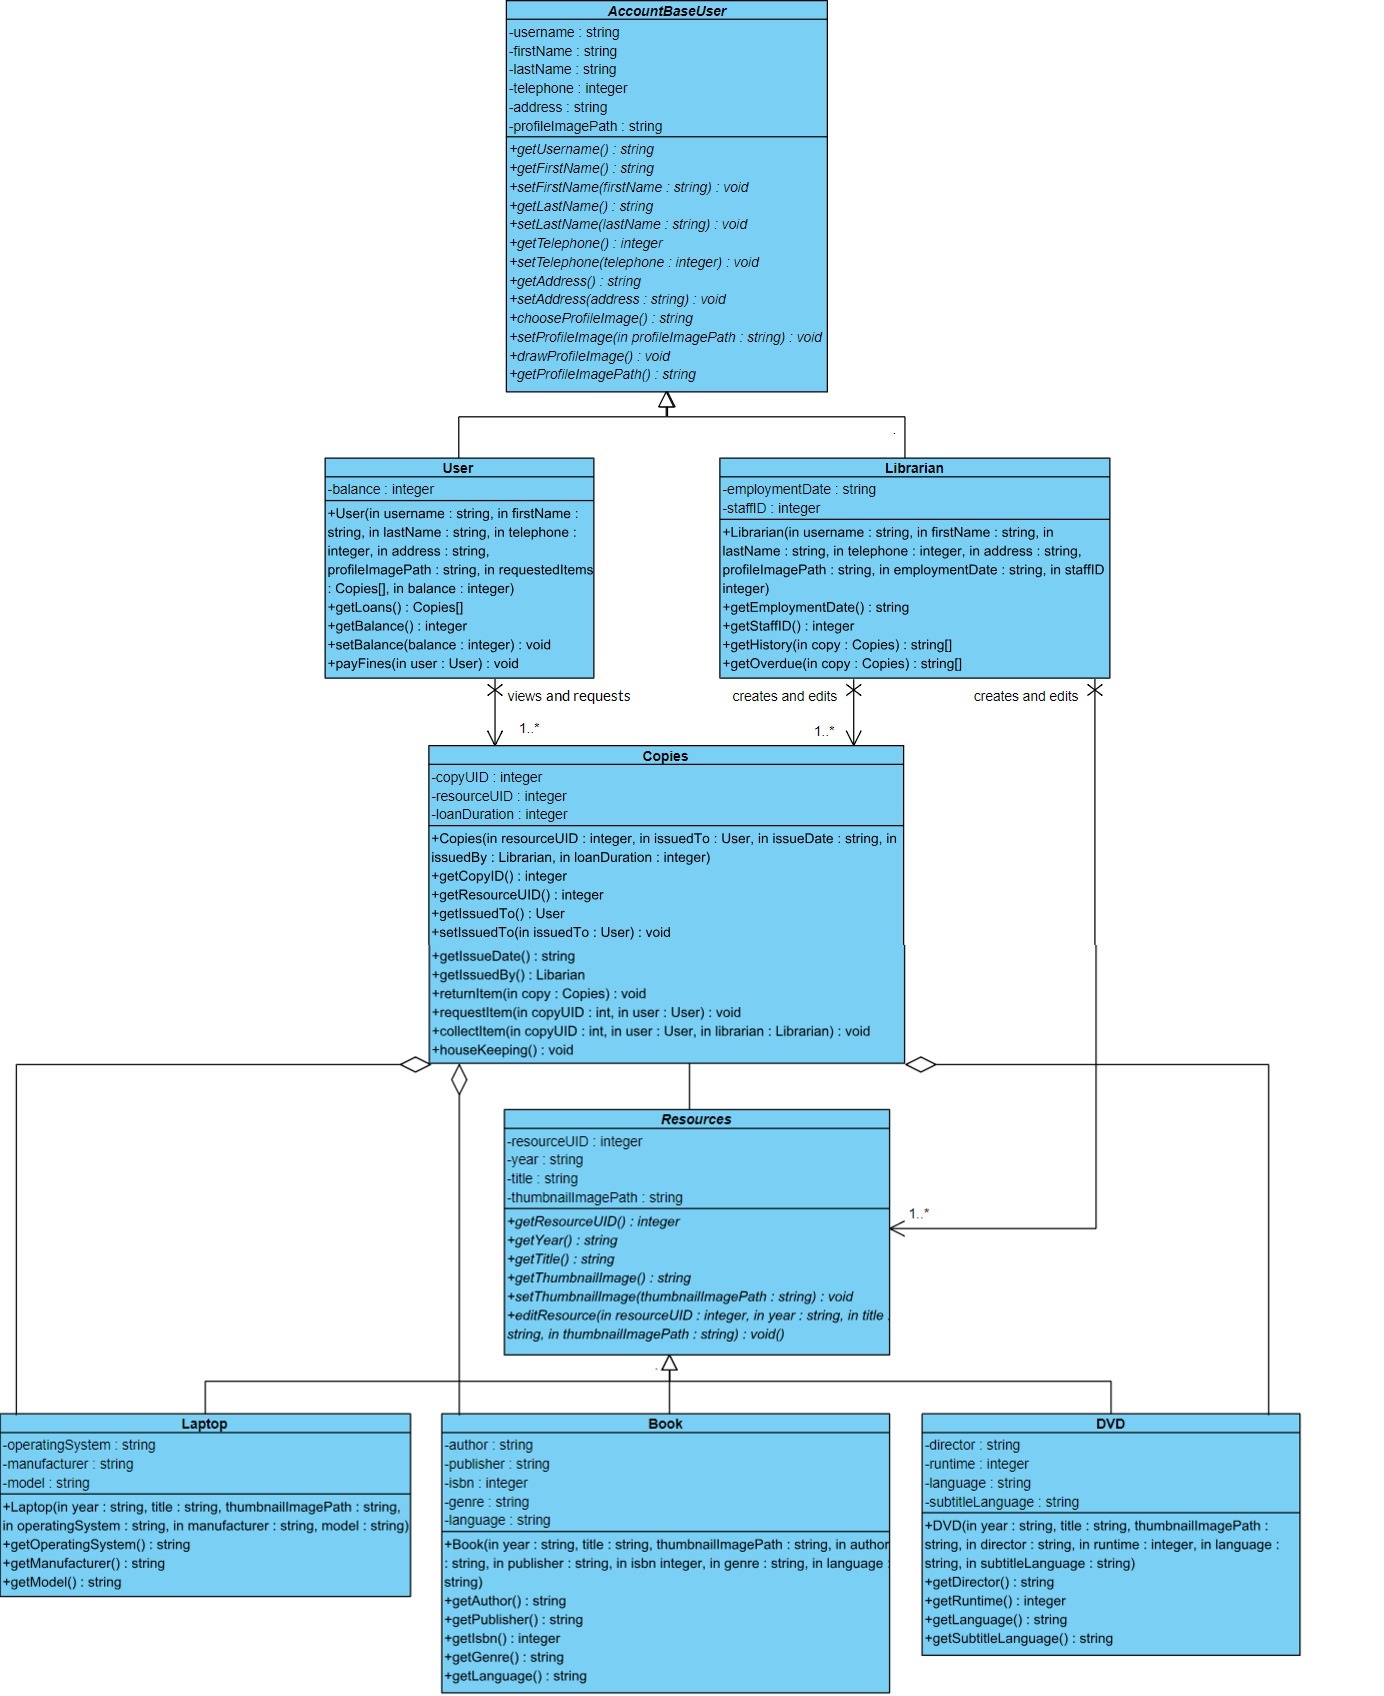 AccountBaseUser
-username : string
-firstName : string
-lastName : string
-telephone : integer
-address : string
-profileImagePath : string
+getUsername() : string
+getFirstName() : string
+setFirstName(firstName : string) : void
+getLastName() : string
+setLastName(lastName : string) : void
+getTelephone() : integer
+setTelephone(telephone : integer) : void
+getAddress() : string
+setAddress(address : string) : void
+chooseProfileImage() : string
+setProfileImage(in profileImagePath : string) : void
+drawProfileImage() : void
+getProfileImagePath() : string
User
-balance : integer
+User(in username : string, in firstName :
string, in lastName : string, in telephone :
integer, in address : string,
profileImagePath : string, in requestedItems
: Copies[], in balance : integer)
+getLoans() : Copies[]
+getBalance() : integer
+setBalance(balance : integer) : void
+payFines(in user : User) : void
Librarian
-employmentDate : string
-staffID : integer
+Librarian(in username : string, in firstName : string, in
lastName : string, in telephone : integer, in address : string,
profileImagePath : string, in employmentDate : string, in staffID
integer)
+getEmploymentDate() : string
+getStaffID() : integer
+getHistory(in copy : Copies) : string[]
+getOverdue(in copy : Copies) : string[]
views and requests
creates and edits
creates and edits
1..*
1..*
Copies
-copyUID : integer
-resourceUID : integer
-loanDuration : integer
+Copies(in resourceUID : integer, in issuedTo : User, in issueDate : string, in
issuedBy : Librarian, in loanDuration : integer)
+getCopyID() : integer
+getResourceUID() : integer
+getIssuedTo() : User
+setIssuedTo(in issuedTo : User) : void
+getIssueDate() : string
+getIssuedBy() : Libarian
+returnItem(in copy : Copies) : void
+requestItem(in copyUID : int, in user : User) : void
+collectItem(in copyUID : int, in user : User, in librarian : Librarian) : void
+houseKeeping() : void
Resources
-resourceUID : integer
-year : string
-title : string
-thumbnailImagePath : string
+getResourceUID() : integer
+getYear() : string
+getTitle() : string
+getThumbnailImage() : string
+setThumbnailImage(thumbnailImagePath : string) : void
+editResource(in resourceUID : integer, in year : string, in title :
string, in thumbnailImagePath : string) : void()
1..*
Laptop
-operatingSystem : string
-manufacturer : string
-model : string
+Laptop(in year : string, title : string, thumbnailImagePath : string,
in operatingSystem : string, in manufacturer : string, model : string)
+getOperatingSystem() : string
+getManufacturer() : string
+getModel() : string
Book
-author : string
-publisher : string
-isbn : integer
-genre : string
-language : string
+Book(in year : string, title : string, thumbnailImagePath : string, in author
: string, in publisher : string, in isbn integer, in genre : string, in language :
string)
+getAuthor() : string
+getPublisher() : string
+getIsbn() : integer
+getGenre() : string
+getLanguage() : string
DVD
-director : string
-runtime : integer
-language : string
-subtitleLanguage : string
+DVD(in year : string, title : string, thumbnailImagePath :
string, in director : string, in runtime : integer, in language :
string, in subtitleLanguage : string)
+getDirector() : string
+getRuntime() : integer
+getLanguage() : string
+getSubtitleLanguage() : string